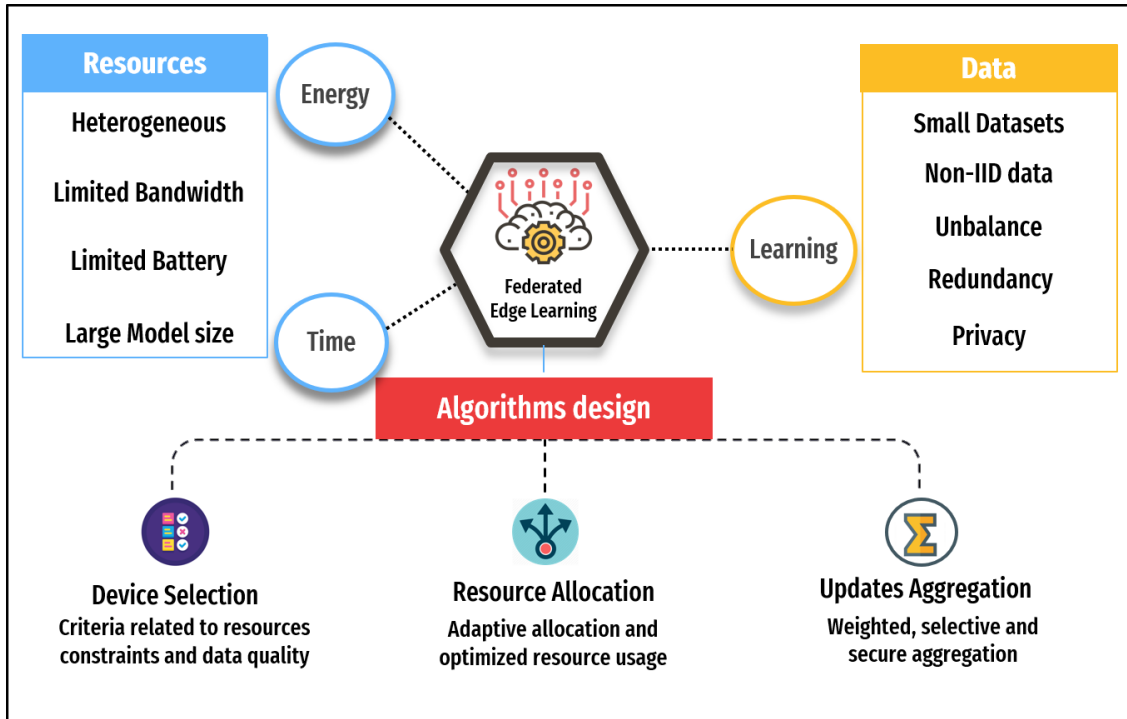 Resources
Heterogeneous
Limited Bandwidth
Limited Battery
Large Model size
Energy
Time
Federated
Edge Learning
Learning
Data
Small Datasets
Non-IID data
Unbalance
Redundancy
Privacy
Algorithms design
Device Selection
Criteria related to resources
constraints and data quality
Resource Allocation
Adaptive allocation and
optimized resource usage
Updates Aggregation
Weighted, selective and
secure aggregation